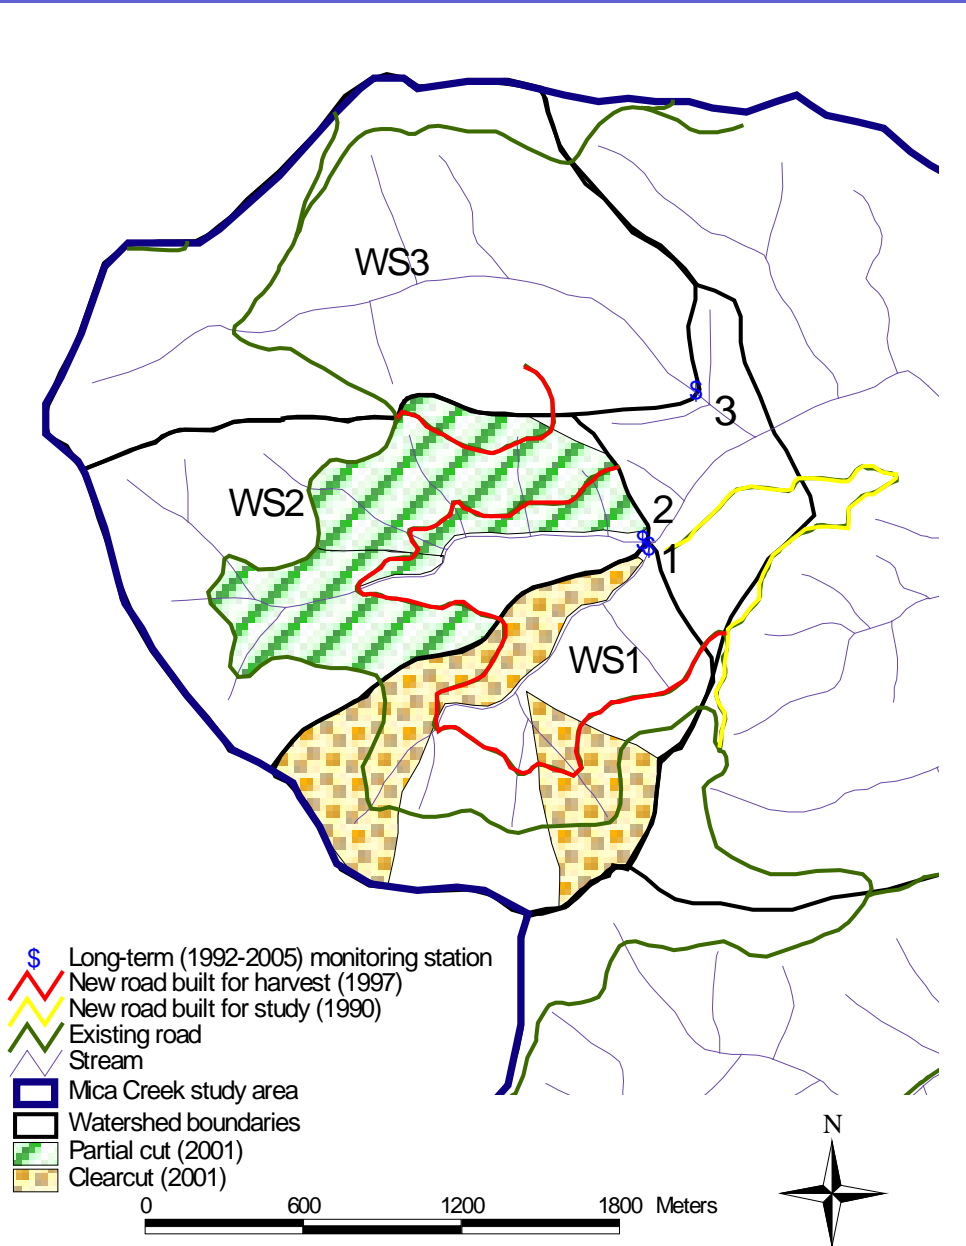 WS3
3
WS2
2
1
WS1
$ Long-term (1992-2005) monitoring station
New road built for harvest (1997)
New road built for study (1990)
Existing road
Stream
Mica Creek study area
Watershed boundaries
Partial cut (2001)
Clearcut (2001)
N
0 600 1200 1800 Meters